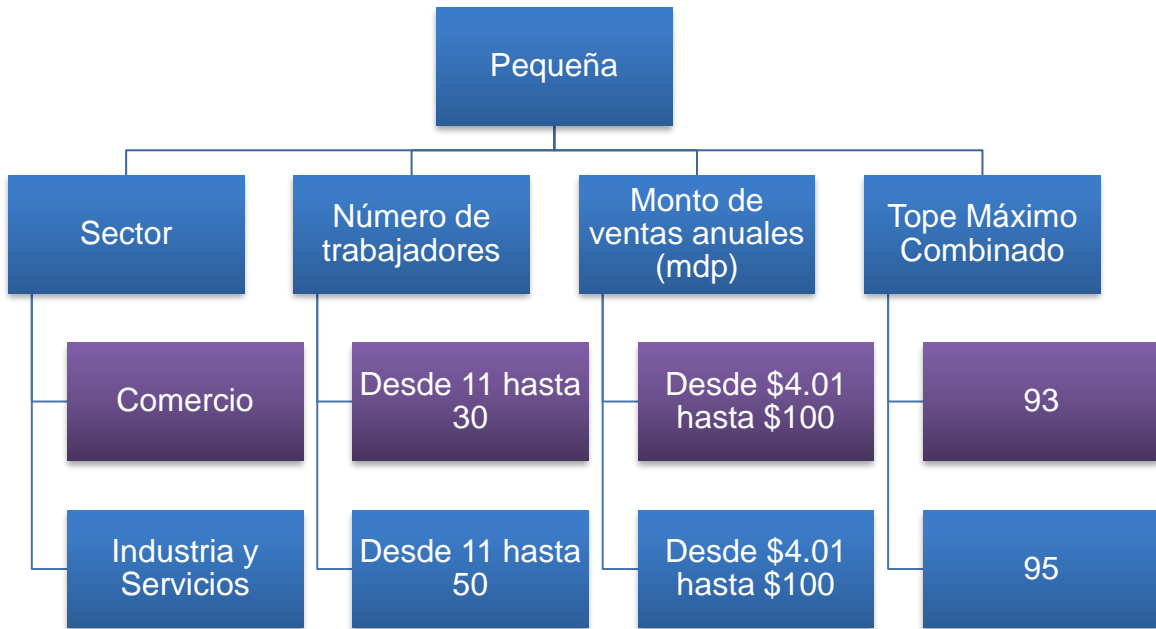 Pequeña
Sector
Número de
trabajadores
Monto de
ventas anuales
(mdp)
Tope Máximo
Combinado
Comercio
Desde 11 hasta
30
Desde $4.01
hasta $100
93
Industria y
Servicios
Desde 11 hasta
50
Desde $4.01
hasta $100
95